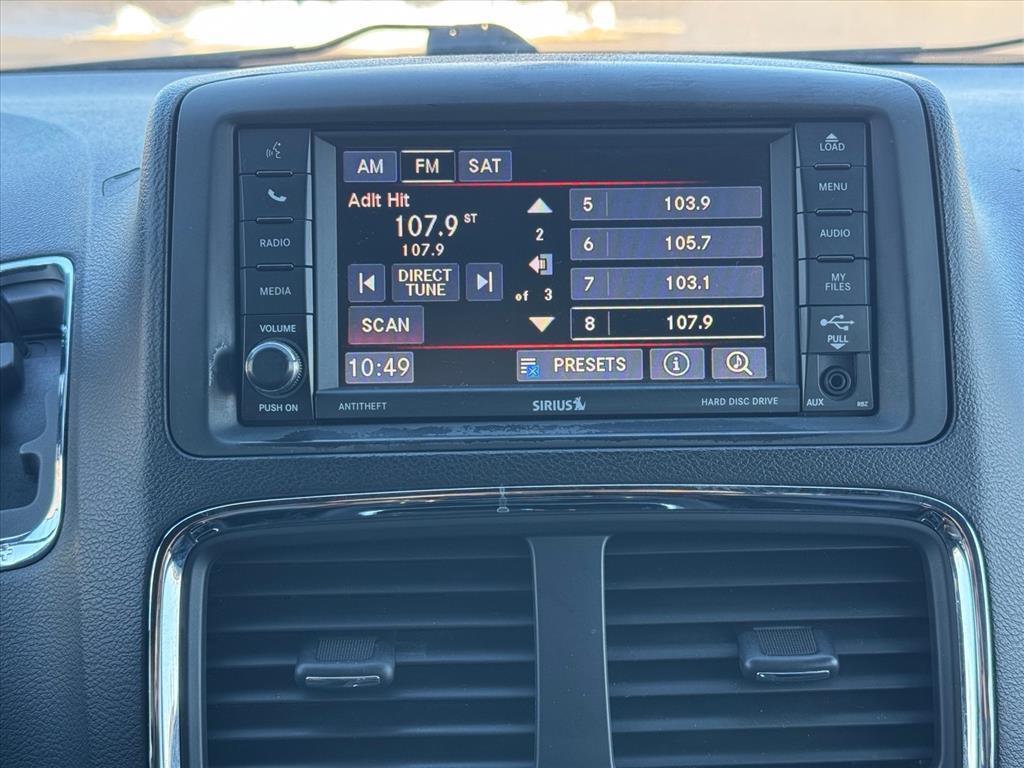 AM FM SAT
LOAD
Adlt Hit
107.9 ST
107.9
DIRECT
TUNE
SCAN
10:49
2
of 3
5 103.9
6 105.7
7 103.1
8 107.9
PRESETS
i
RADIO
MEDIA
VOLUME
PUSH ON
MENU
AUDIO
MY
FILES
PULL
AUX
RBZ
ANTITHEFT
SIRIUS
HARD DISC DRIVE